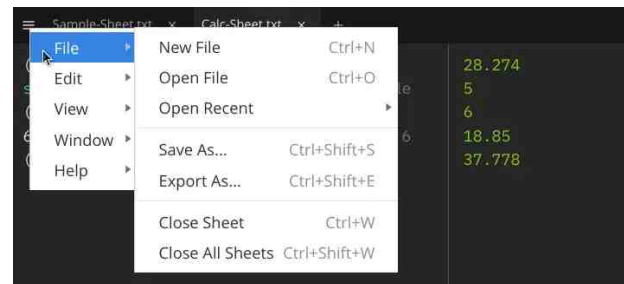 Sample-Sheet.txt × Calc-Sheet.txt × +
File
Edit
View
Window
Help
New File Ctrl+N
Open File Ctrl+O
Open Recent
Save As... Ctrl+Shift+S
Export As... Ctrl+Shift+E
Close Sheet Ctrl+W
Close All Sheets Ctrl+Shift+W
28.274
5
6
18.85
37.778